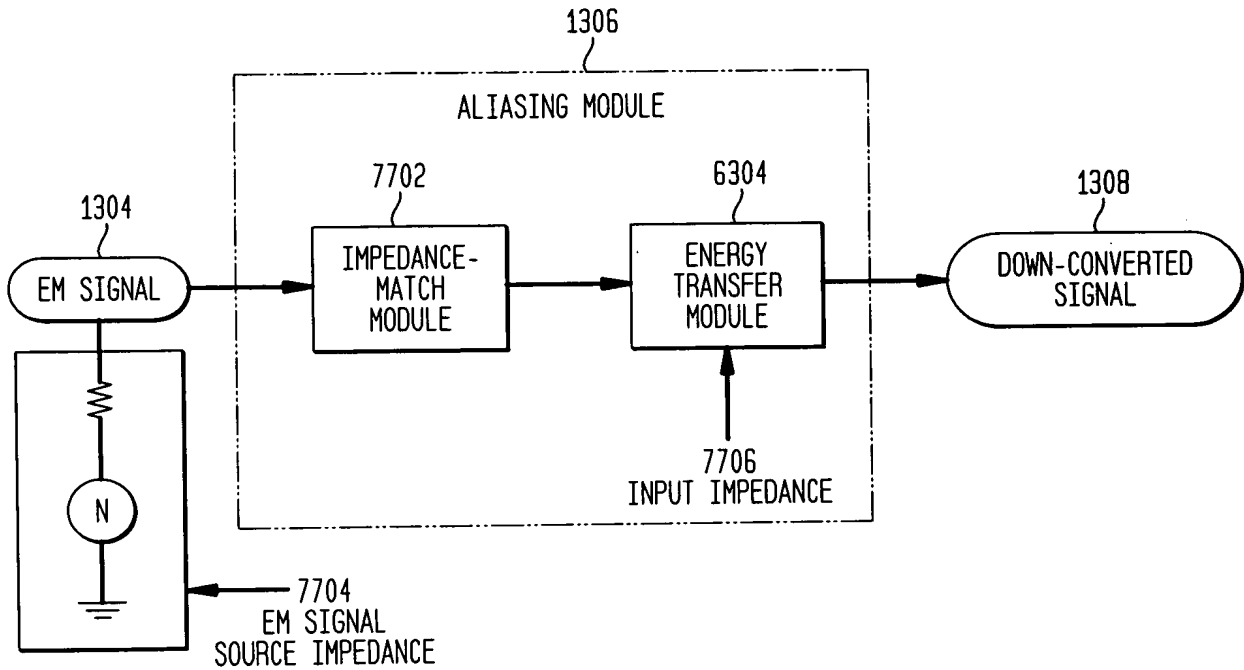 1306
ALIASING MODULE
7702
6304
1304
1308
EM SIGNAL
IMPEDANCE-
MATCH
MODULE
ENERGY
TRANSFER
MODULE
DOWN-CONVERTED
SIGNAL
7706
INPUT IMPEDANCE
N
7704
EM SIGNAL
SOURCE IMPEDANCE